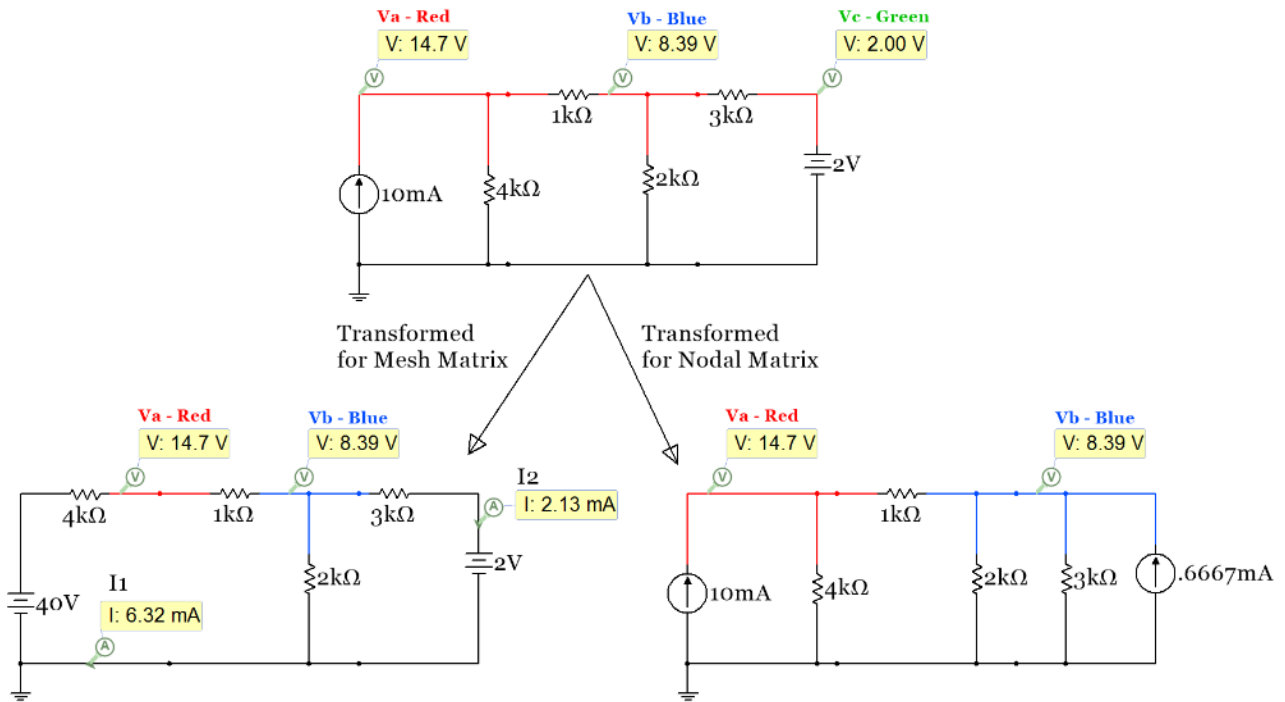 Va - Red
Vb - Blue
Vc - Green
V: 14.7 V
V: 8.39 V
V: 2.00 V
V
V
V
1kΩ
3kΩ
10mA
4kΩ
2kΩ
2V
Transformed
for Mesh Matrix
Transformed
for Nodal Matrix
Va - Red
Vb - Blue
V: 14.7 V
V: 8.39 V
V
V
I2
I: 2.13 mA
A
4kΩ
1kΩ
3kΩ
2kΩ
2V
40V
I1
I: 6.32 mA
A
Va - Red
Vb - Blue
V: 14.7 V
V: 8.39 V
V
V
1kΩ
10mA
4kΩ
2kΩ
3kΩ
.6667mA